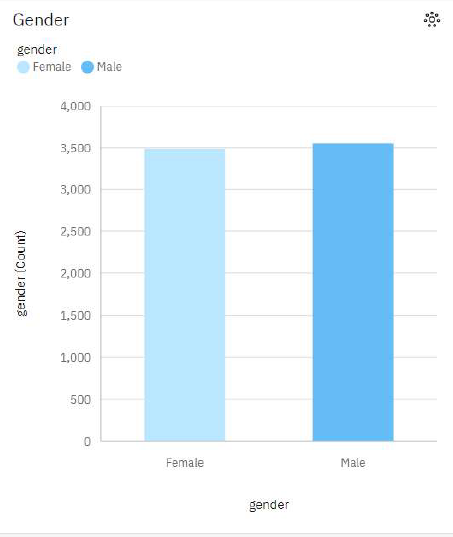 Gender
gender
Female Male
4,000
3,500
3,000
2,500
2,000
1,500
1,000
500
0
gender (Count)
Female Male
gender